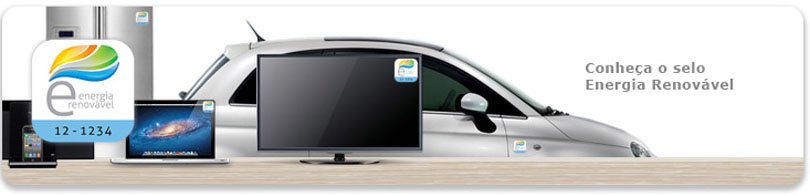 energia
renovável
12 - 1234
Conheça o selo
Energia Renovável